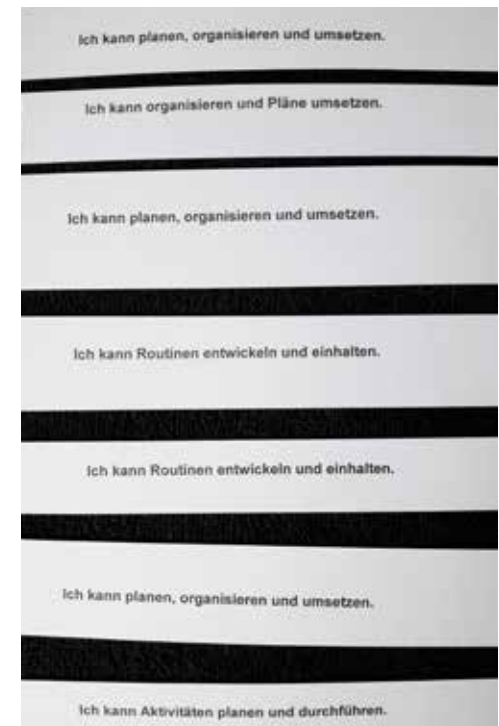 Ich kann planen, organisieren und umsetzen.
Ich kann organisieren und Pläne umsetzen.
Ich kann planen, organisieren und umsetzen.
Ich kann Routinen entwickeln und einhalten.
Ich kann Routinen entwickeln und einhalten.
Ich kann planen, organisieren und umsetzen.
Ich kann Aktivitäten planen und durchführen.